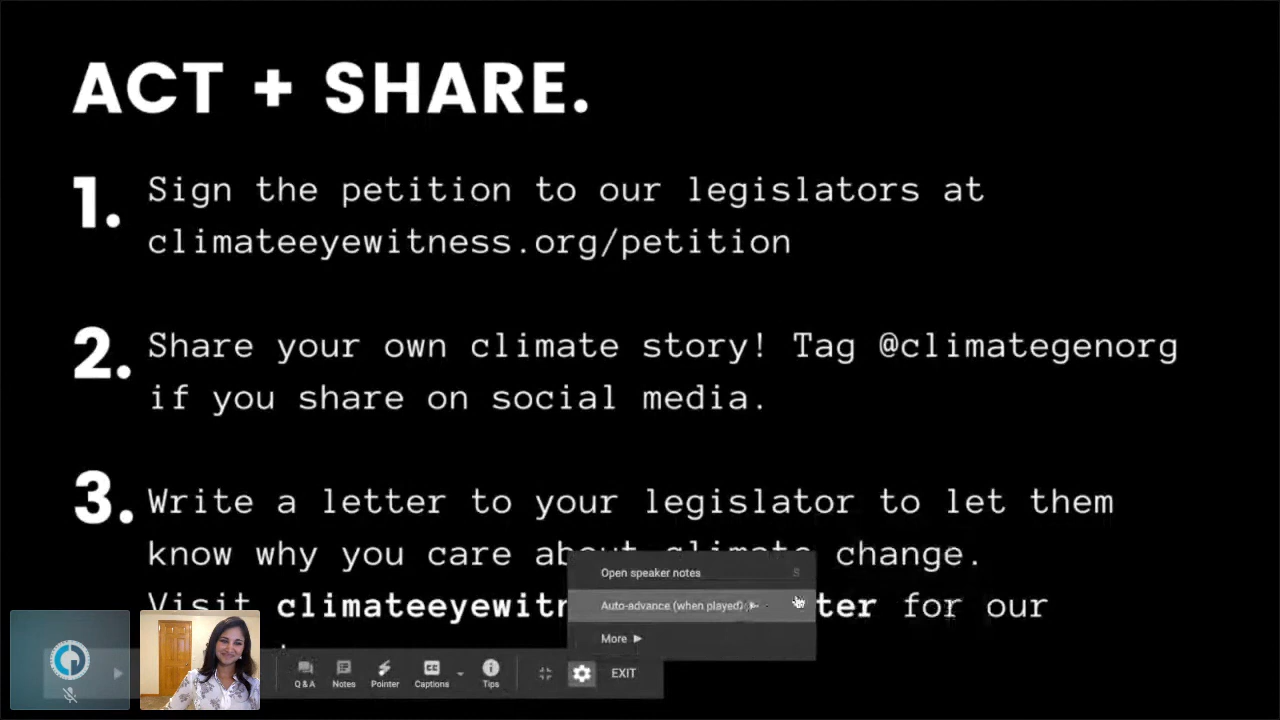 ACT + SHARE.
1. Sign the petition to our legislators at
climateeyewitness.org/petition
2. Share your own climate story! Tag @climategenorg
if you share on social media.
3. Write a letter to your legislator to let them
know why you care about climate change.
Visit for our
Open speaker notes S
Auto-advance (when played)
More
Q & A Notes Pointer Captions Tips EXIT